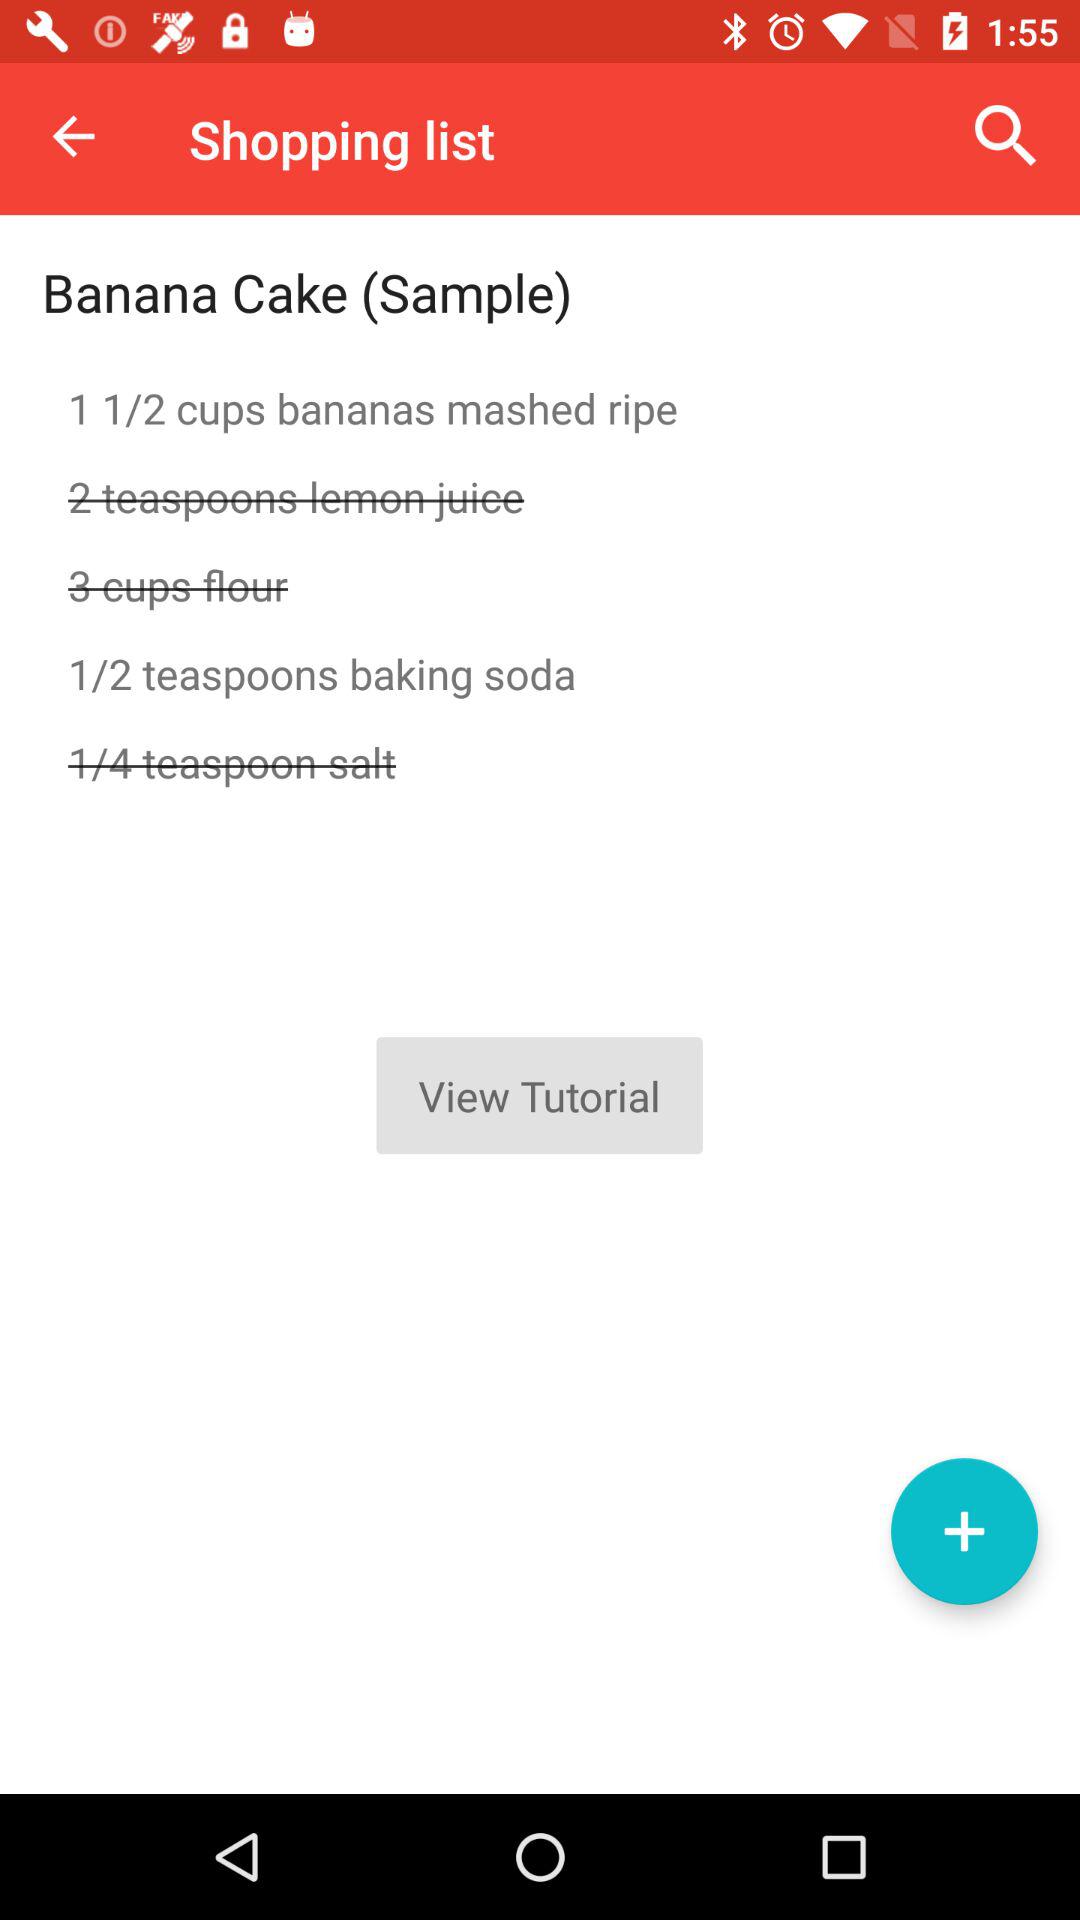 FAKE
1:55
Shopping list
Banana Cake (Sample)
1 1/2 cups bananas mashed ripe
2 teaspoons lemon juice
3 cups flour
1/2 teaspoons baking soda
1/4 teaspoon salt
View Tutorial